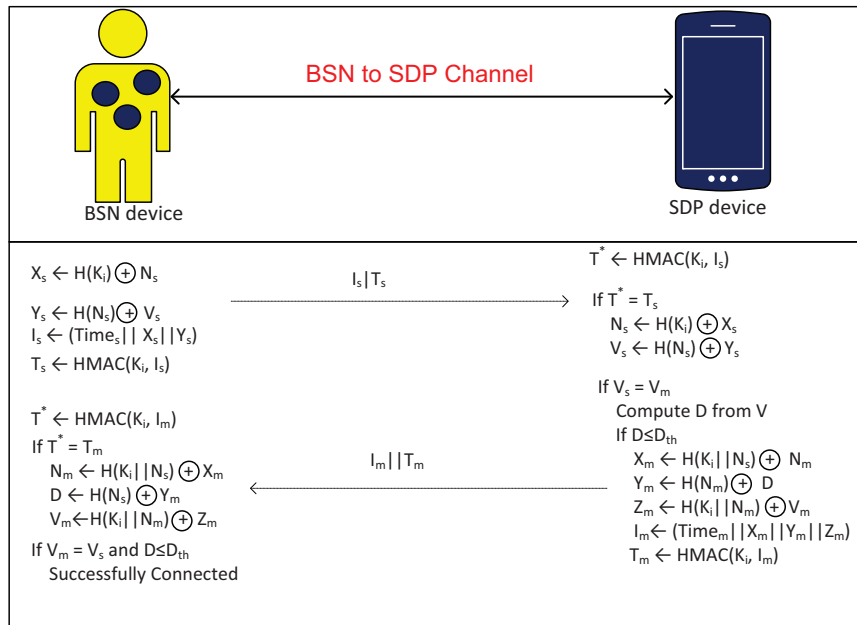 BSN to SDP Channel
BSN device
SDP device
Xₛ ← H(Kᵢ) ⊕ Nₛ
Yₛ ← H(Nₛ) ⊕ Vₛ
Iₛ ← (Timeₛ|| Xₛ||Yₛ)
Tₛ ← HMAC(Kᵢ, Iₛ)
Iₛ|Tₛ
T* ← HMAC(Kᵢ, Iₛ)
If T* = Tₛ
Nₛ ← H(Kᵢ) ⊕ Xₛ
Vₛ ← H(Nₛ) ⊕ Yₛ
If Vₛ = Vₘ
Compute D from V
If D≤Dₜₕ
Xₘ ← H(Kᵢ||Nₛ) ⊕ Nₘ
Yₘ ← H(Nₘ) ⊕ D
Zₘ ← H(Kᵢ||Nₘ) ⊕ Vₘ
Iₘ← (Timeₘ||Xₘ||Yₘ||Zₘ)
Tₘ ← HMAC(Kᵢ, Iₘ)
Iₘ||Tₘ
T* ← HMAC(Kᵢ, Iₘ)
If T* = Tₘ
Nₘ ← H(Kᵢ||Nₛ) ⊕ Xₘ
D ← H(Nₛ) ⊕ Yₘ
Vₘ←H(Kᵢ||Nₘ) ⊕ Zₘ
If Vₘ = Vₛ and D≤Dₜₕ
Successfully Connected